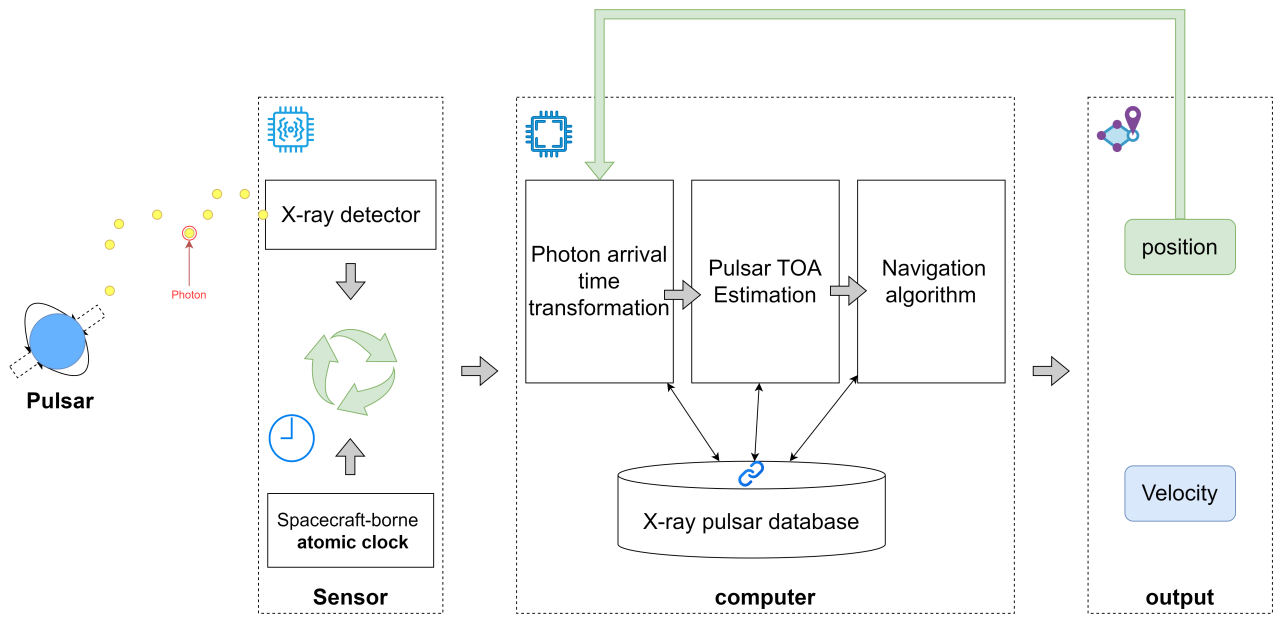 Photon
Pulsar
X-ray detector
Spacecraft-borne
atomic clock
Sensor
Photon arrival
time
transformation
Pulsar TOA
Estimation
Navigation
algorithm
X-ray pulsar database
computer
position
Velocity
output